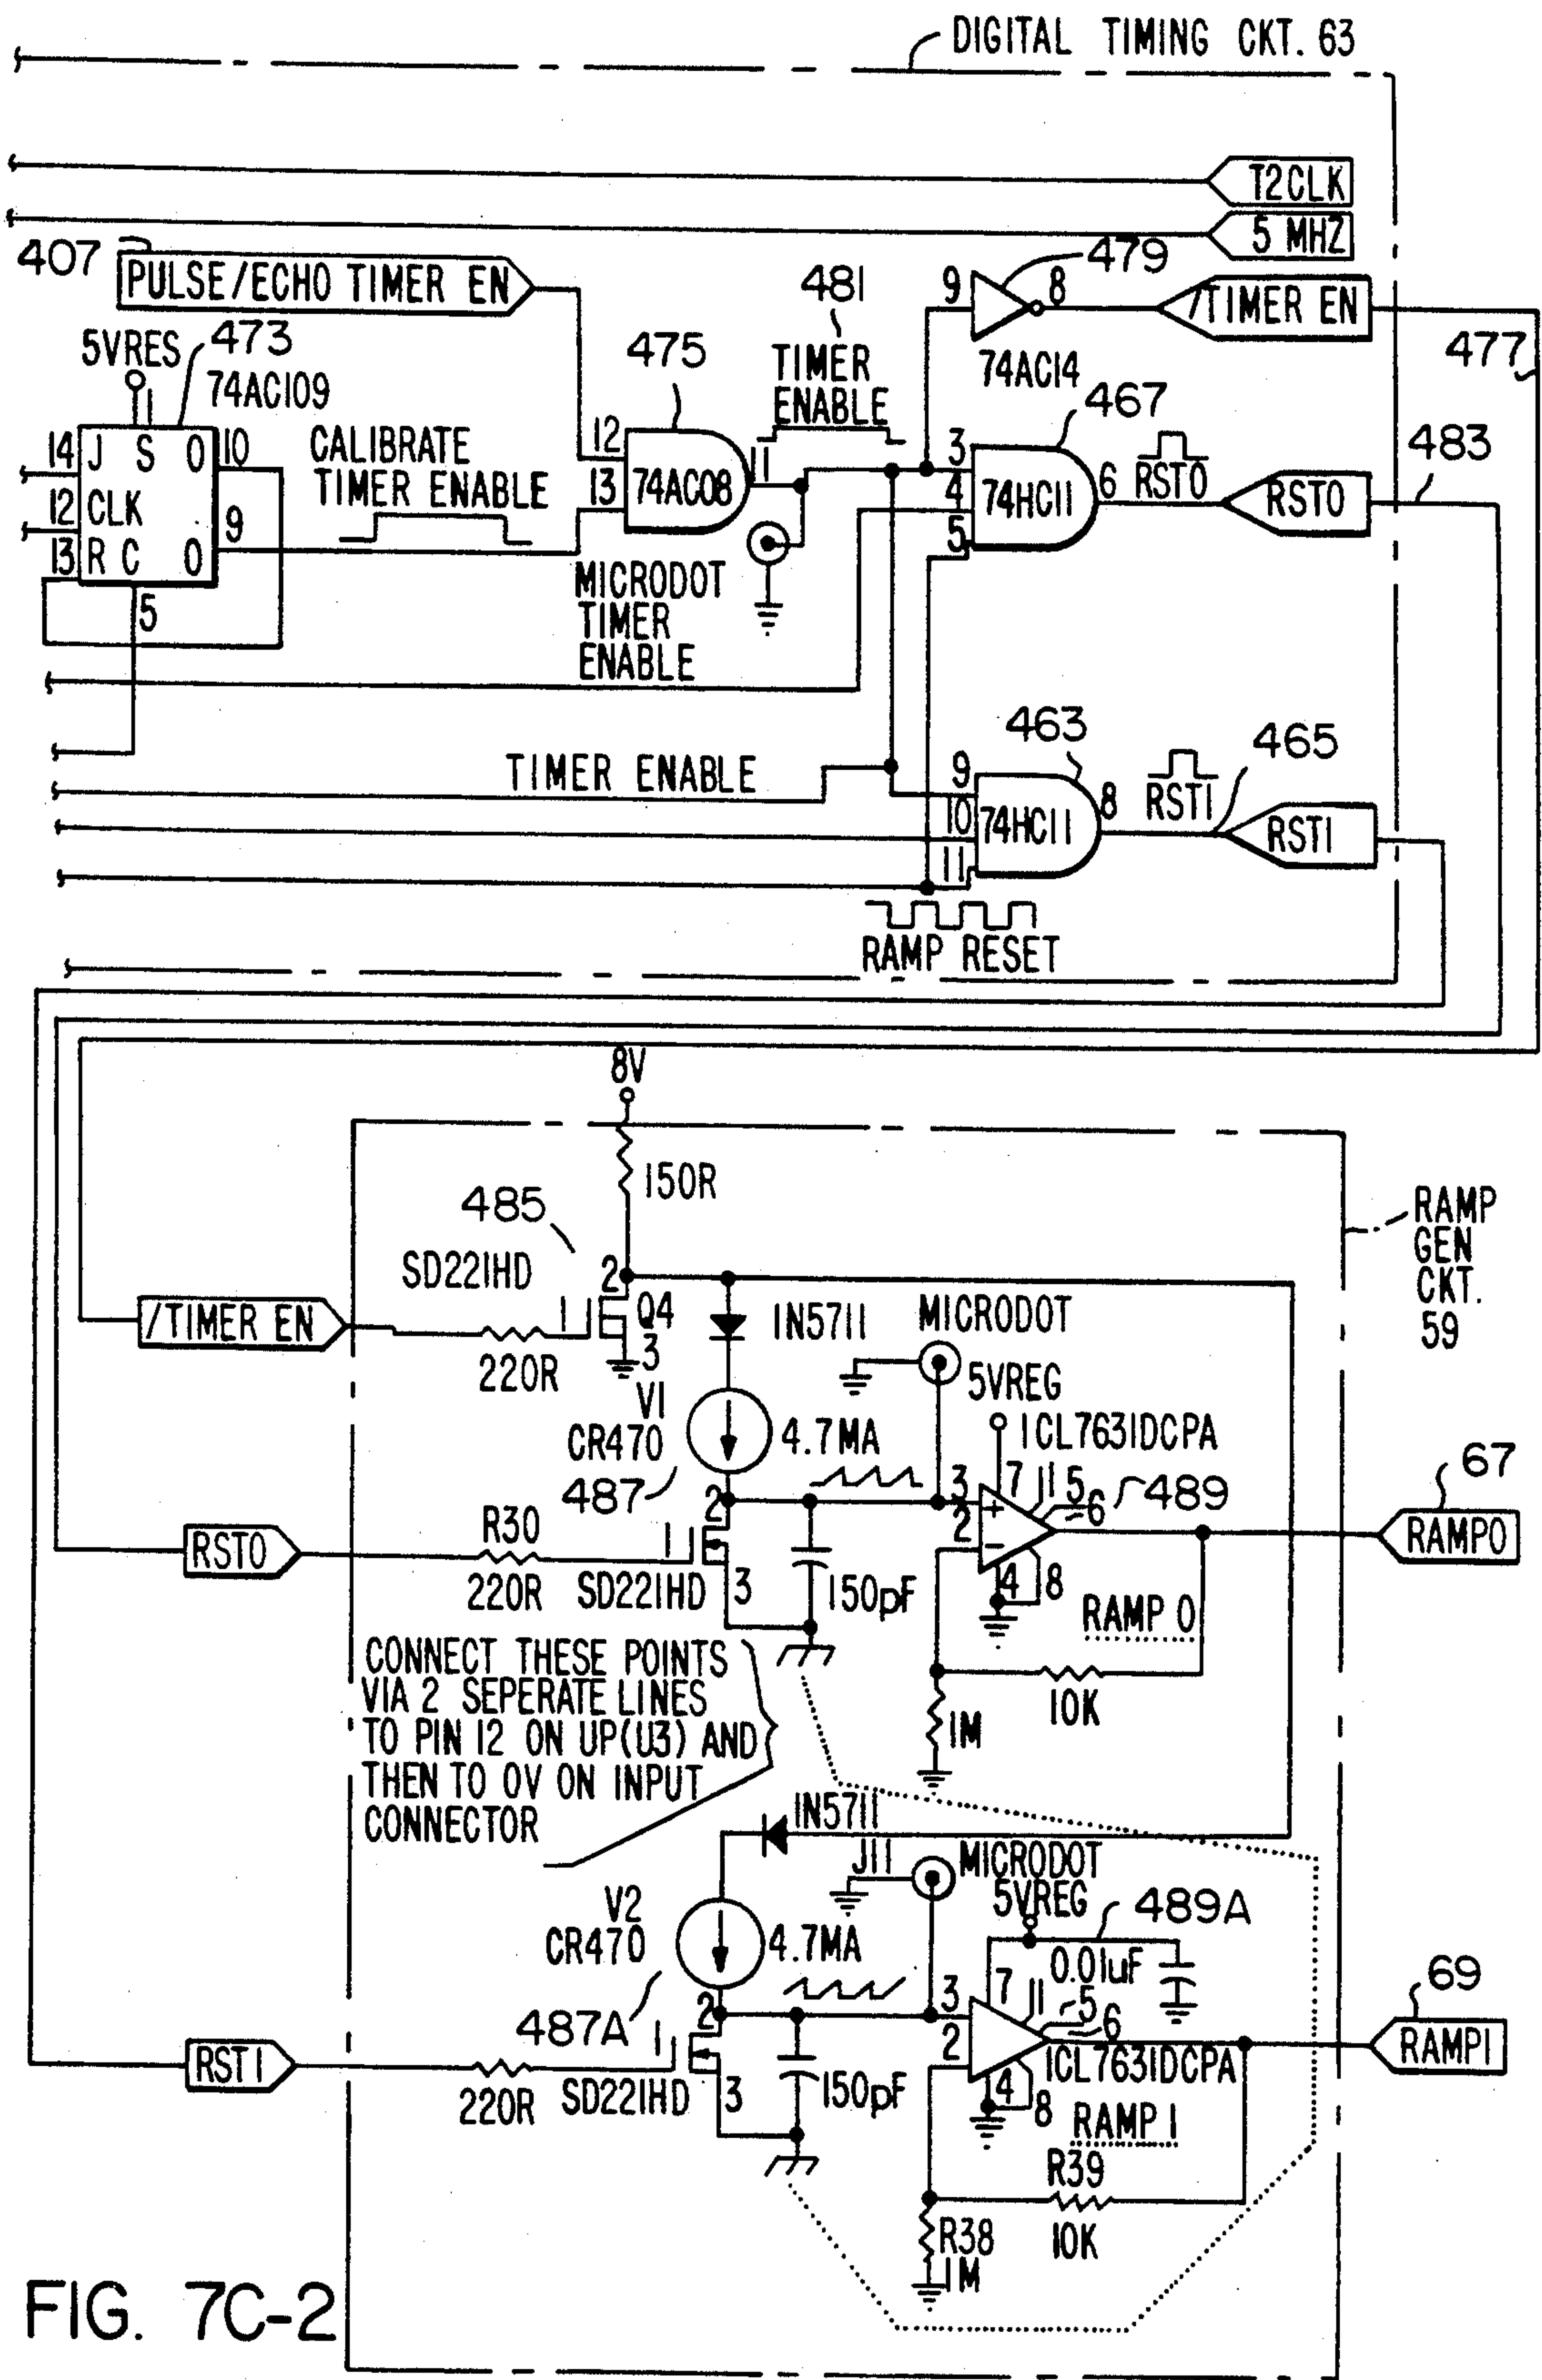 DIGITAL TIMING CKT. 63
T2CLK
5 MHZ
407
PULSE/ECHO TIMER EN
479
9
8
/TIMER EN
74AC14
477
481
TIMER
ENABLE
5VRES
473
74AC109
475
467
14 J S O 10
12 CLK
13 R C O 9
5
CALIBRATE
TIMER ENABLE
12
13
74AC08
11
3
4
5
74HC11
6
RST0
RST0
483
MICRODOT
TIMER
ENABLE
463
465
TIMER ENABLE
9
10
11
74HC11
8
RST1
RST1
RAMP RESET
8V
150R
485
SD221HD
2
RAMP
GEN
CKT.
59
/TIMER EN
220R
1
Q4
3
IN5711
MICRODOT
5VREG
V1
CR470
4.7MA
ICL7631DCPA
487
2
3
2
7
1
5
6
489
67
RAMP0
+
−
RST0
R30
220R
1
SD221HD
3
150pF
4
8
RAMP 0
CONNECT THESE POINTS
VIA 2 SEPERATE LINES
TO PIN 12 ON UP(U3) AND
THEN TO 0V ON INPUT
CONNECTOR
1M
10K
IN5711
J11
MICRODOT
5VREG
489A
V2
CR470
4.7MA
0.01uF
487A
2
3
2
7
1
5
6
69
RAMP1
RST1
220R
1
SD221HD
3
150pF
4
8
ICL7631DCPA
RAMP 1
R39
10K
R38
1M
FIG. 7C-2